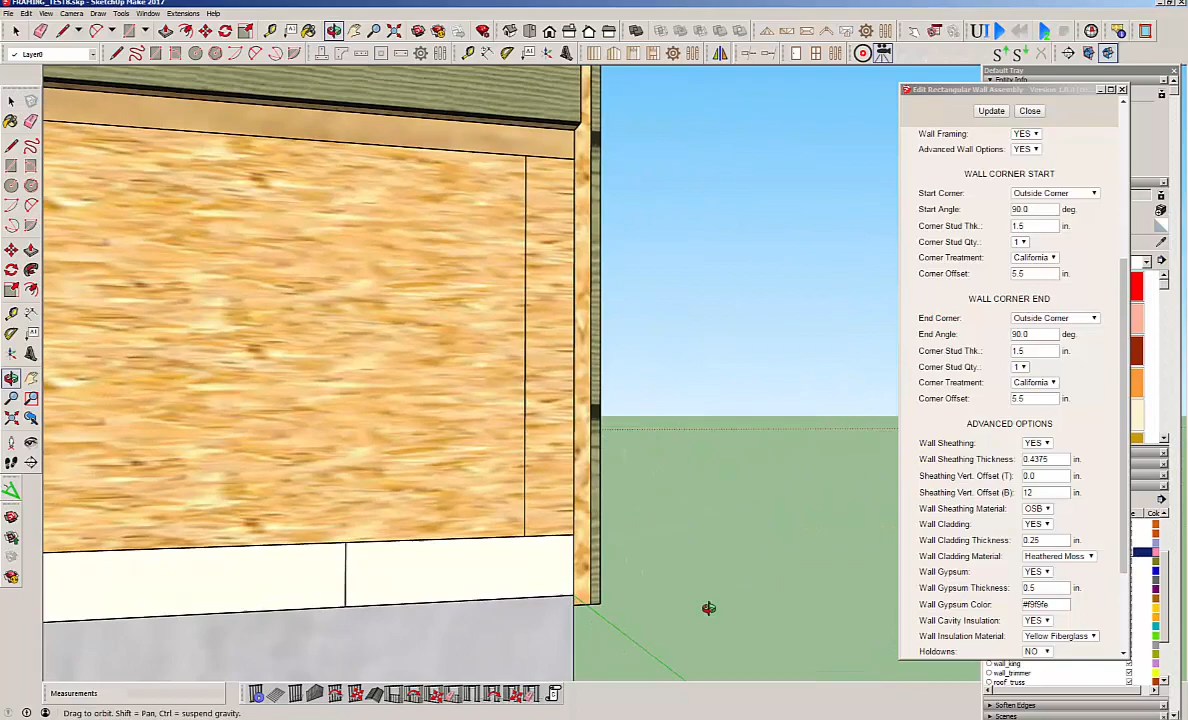 FRAMING_TEST8.skp - SketchUp Make 2017
File Edit View Camera Draw Tools Window Extensions Help
Layer0
Default Tray
Entity Info
Edit Rectangular Wall Assembly
Update Close
Wall Framing: YES
Advanced Wall Options: YES
WALL CORNER START
Start Corner: Outside Corner
Start Angle: 90.0 deg.
Corner Stud Thk.: 1.5 in.
Corner Stud Qty.: 1
Corner Treatment: California
Corner Offset: 5.5 in.
WALL CORNER END
End Corner: Outside Corner
End Angle: 90.0 deg.
Corner Stud Thk.: 1.5 in.
Corner Stud Qty.: 1
Corner Treatment: California
Corner Offset: 5.5 in.
ADVANCED OPTIONS
Wall Sheathing: YES
Wall Sheathing Thickness: 0.4375 in.
Sheathing Vert. Offset (T): 0.0 in.
Sheathing Vert. Offset (B): 12 in.
Wall Sheathing Material: OSB
Wall Cladding: YES
Wall Cladding Thickness: 0.25 in.
Wall Cladding Material: Heathered Moss
Wall Gypsum: YES
Wall Gypsum Thickness: 0.5 in.
Wall Gypsum Color: #f9f9fe
Wall Cavity Insulation: YES
Wall Insulation Material: Yellow Fiberglass
Holdowns: NO
wall_king
wall_trimmer
roof_truss
Soft Edges
Scenes
Measurements
Drag to orbit. Shift = Pan, Ctrl = suspend gravity.